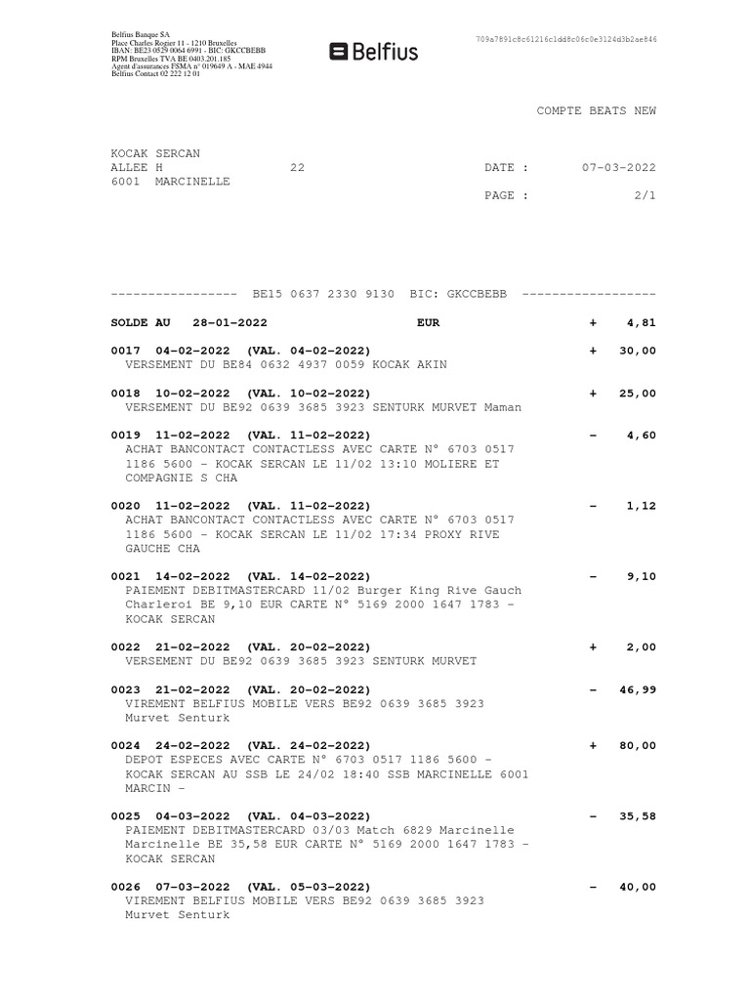 Belfius Banque SA
Place Charles Rogier 11 - 1210 Bruxelles
IBAN: BE23 0529 0064 6991 - BIC: GKCCBEBB
RPM Bruxelles TVA BE 0403.201.185
Agent d'assurances FSMA n° 019649 A - MAE 4944
Belfius Contact 02 222 12 01
Belfius
709a7891c8c61216c1dd8c06c0e3124d3b2ae846
COMPTE BEATS NEW
KOCAK SERCAN
ALLEE H 22 DATE : 07-03-2022
6001 MARCINELLE
PAGE : 2/1
----------------- BE15 0637 2330 9130 BIC: GKCCBEBB ------------------
SOLDE AU 28-01-2022 EUR + 4,81
0017 04-02-2022 (VAL. 04-02-2022) + 30,00
VERSEMENT DU BE84 0632 4937 0059 KOCAK AKIN
0018 10-02-2022 (VAL. 10-02-2022) + 25,00
VERSEMENT DU BE92 0639 3685 3923 SENTURK MURVET Maman
0019 11-02-2022 (VAL. 11-02-2022) - 4,60
ACHAT BANCONTACT CONTACTLESS AVEC CARTE N° 6703 0517
1186 5600 - KOCAK SERCAN LE 11/02 13:10 MOLIERE ET
COMPAGNIE S CHA
0020 11-02-2022 (VAL. 11-02-2022) - 1,12
ACHAT BANCONTACT CONTACTLESS AVEC CARTE N° 6703 0517
1186 5600 - KOCAK SERCAN LE 11/02 17:34 PROXY RIVE
GAUCHE CHA
0021 14-02-2022 (VAL. 14-02-2022) - 9,10
PAIEMENT DEBITMASTERCARD 11/02 Burger King Rive Gauch
Charleroi BE 9,10 EUR CARTE N° 5169 2000 1647 1783 -
KOCAK SERCAN
0022 21-02-2022 (VAL. 20-02-2022) + 2,00
VERSEMENT DU BE92 0639 3685 3923 SENTURK MURVET
0023 21-02-2022 (VAL. 20-02-2022) - 46,99
VIREMENT BELFIUS MOBILE VERS BE92 0639 3685 3923
Murvet Senturk
0024 24-02-2022 (VAL. 24-02-2022) + 80,00
DEPOT ESPECES AVEC CARTE N° 6703 0517 1186 5600 -
KOCAK SERCAN AU SSB LE 24/02 18:40 SSB MARCINELLE 6001
MARCIN -
0025 04-03-2022 (VAL. 04-03-2022) - 35,58
PAIEMENT DEBITMASTERCARD 03/03 Match 6829 Marcinelle
Marcinelle BE 35,58 EUR CARTE N° 5169 2000 1647 1783 -
KOCAK SERCAN
0026 07-03-2022 (VAL. 05-03-2022) - 40,00
VIREMENT BELFIUS MOBILE VERS BE92 0639 3685 3923
Murvet Senturk